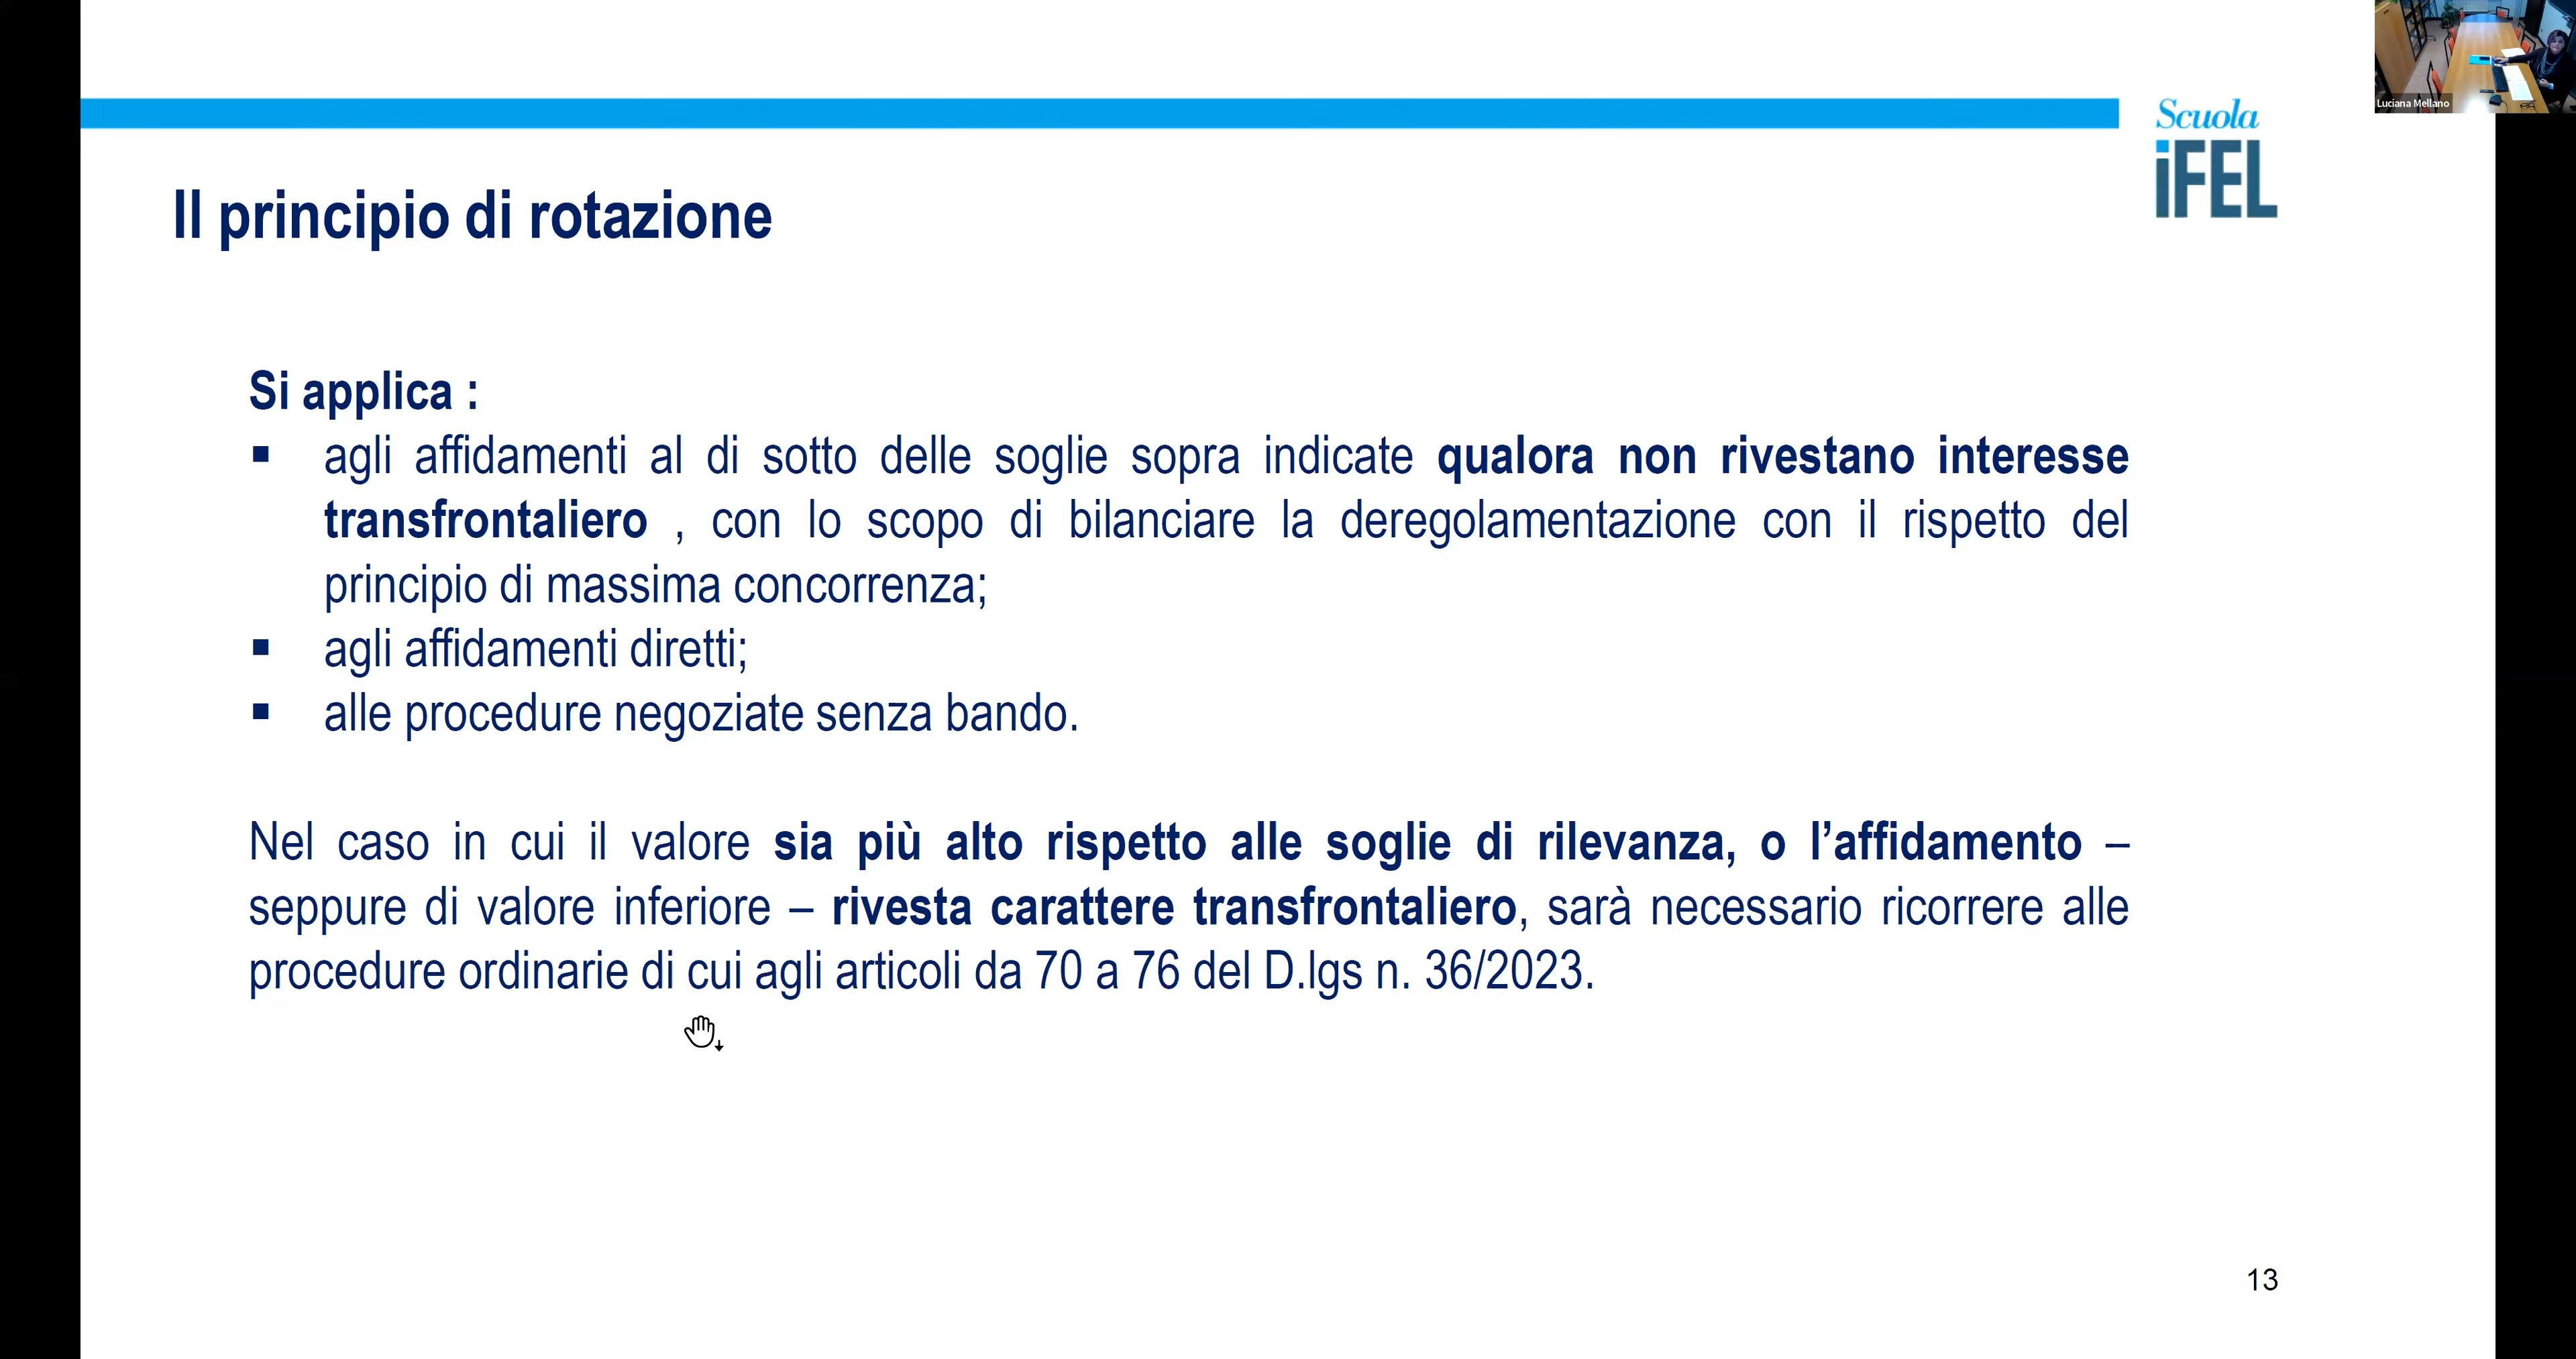 Luciana Mellano
Scuola
iFEL
Il principio di rotazione
Si applica :
▪ agli affidamenti al di sotto delle soglie sopra indicate qualora non rivestano interesse
transfrontaliero , con lo scopo di bilanciare la deregolamentazione con il rispetto del
principio di massima concorrenza;
▪ agli affidamenti diretti;
▪ alle procedure negoziate senza bando.
Nel caso in cui il valore sia più alto rispetto alle soglie di rilevanza, o l’affidamento –
seppure di valore inferiore – rivesta carattere transfrontaliero, sarà necessario ricorrere alle
procedure ordinarie di cui agli articoli da 70 a 76 del D.lgs n. 36/2023.
13